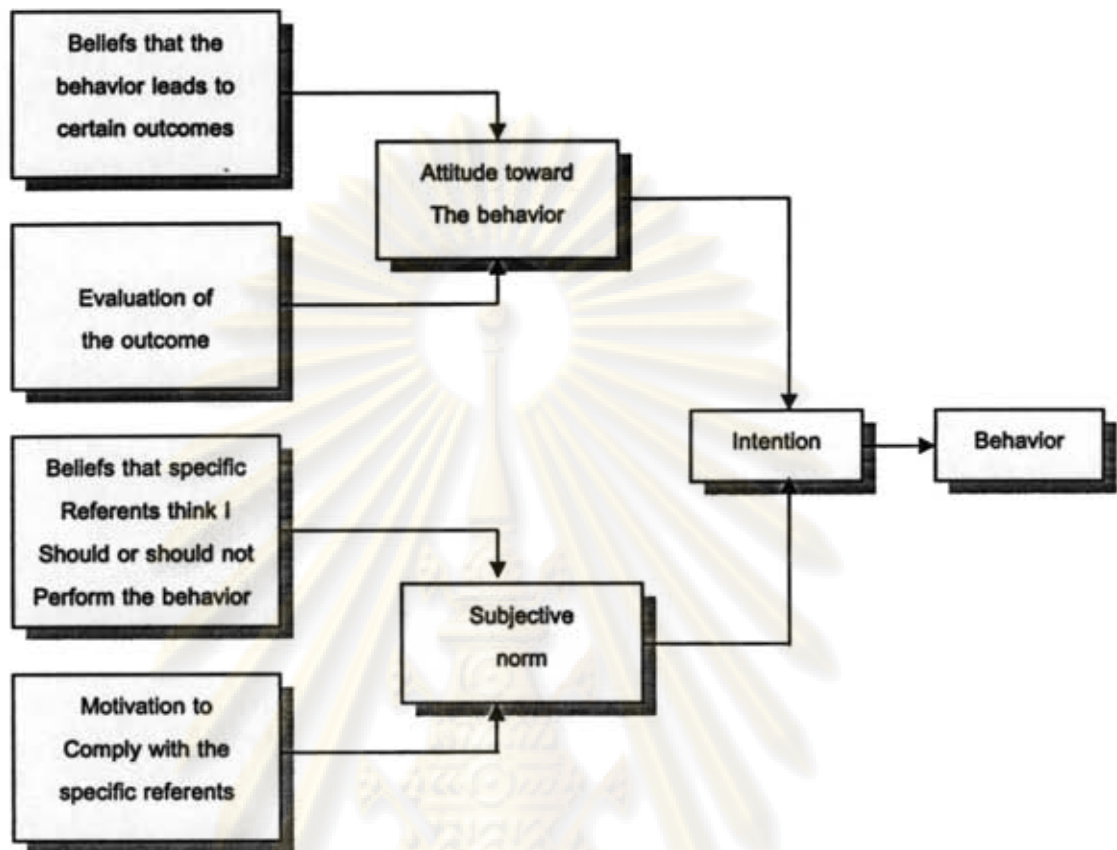 Beliefs that the
behavior leads to
certain outcomes
Attitude toward
The behavior
Evaluation of
the outcome
Intention
Behavior
Beliefs that specific
Referents think I
Should or should not
Perform the behavior
Subjective
norm
Motivation to
Comply with the
specific referents